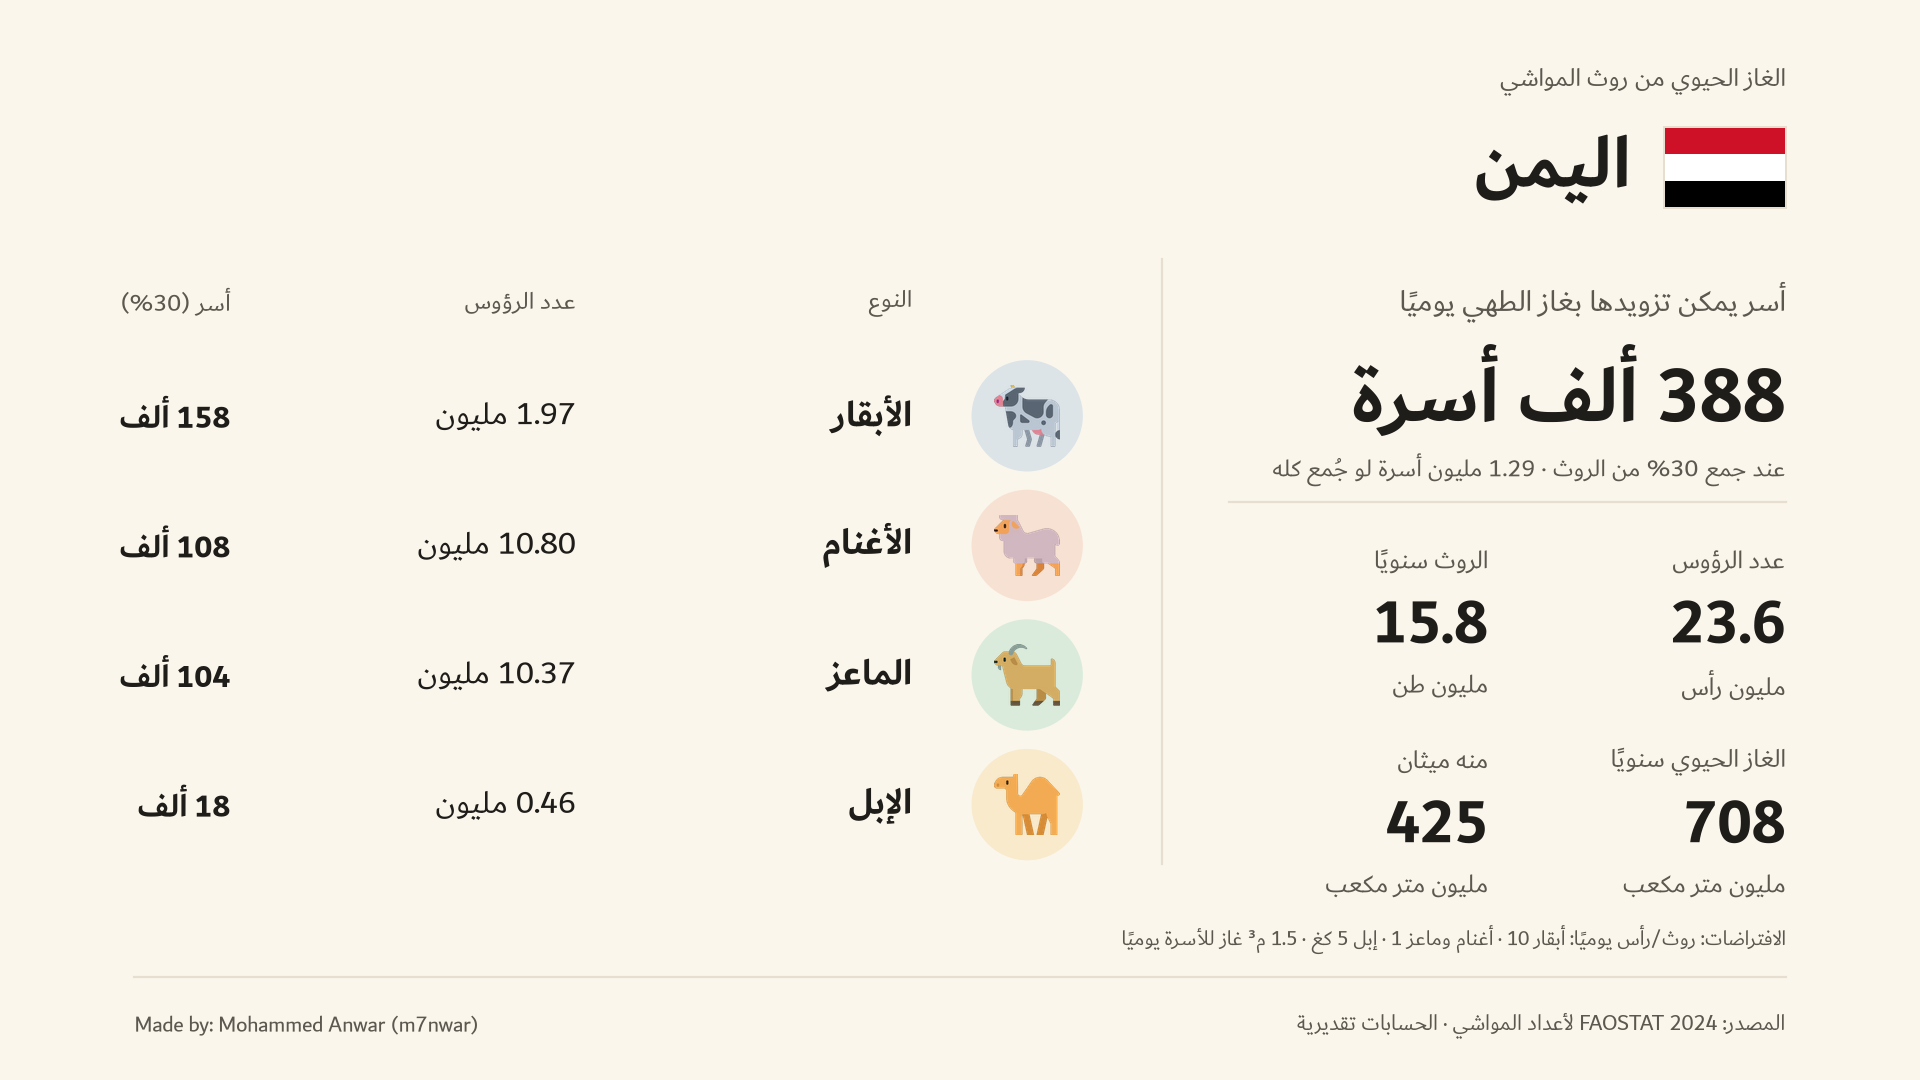 الغاز الحيوي من روث المواشي
اليمن
أسر يمكن تزويدها بغاز الطهي يوميًا
388 ألف أسرة
عند جمع 30% من الروث · 1.29 مليون أسرة لو جُمع كله
عدد الرؤوس
23.6
مليون رأس
الروث سنويًا
15.8
مليون طن
الغاز الحيوي سنويًا
708
مليون متر مكعب
منه ميثان
425
مليون متر مكعب
النوع عدد الرؤوس أسر (30%)
الأبقار 1.97 مليون 158 ألف
الأغنام 10.80 مليون 108 ألف
الماعز 10.37 مليون 104 ألف
الإبل 0.46 مليون 18 ألف
الافتراضات: روث/رأس يوميًا: أبقار 10 · أغنام وماعز 1 · إبل 5 كغ · 1.5 م³ غاز للأسرة يوميًا
المصدر: FAOSTAT 2024 لأعداد المواشي · الحسابات تقديرية
Made by: Mohammed Anwar (m7nwar)